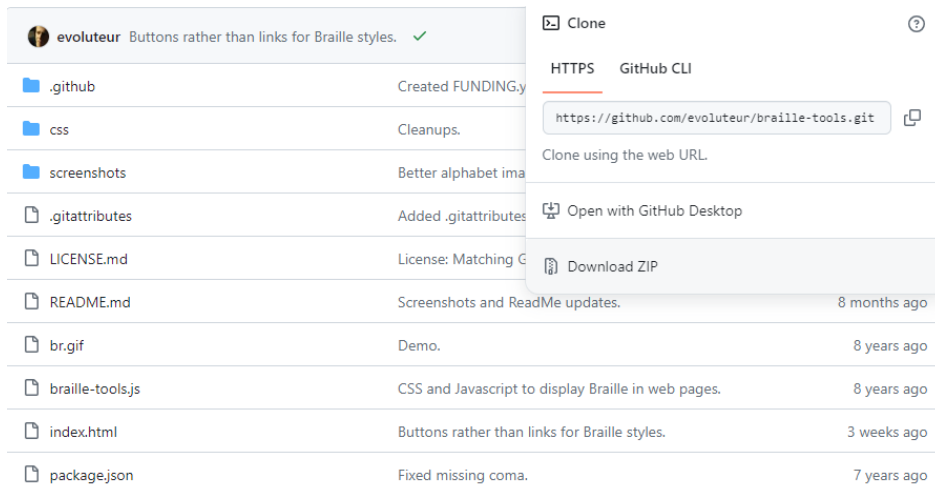 evoluteur Buttons rather than links for Braille styles.
Clone
HTTPS GitHub CLI
https://github.com/evoluteur/braille-tools.git
Clone using the web URL.
Open with GitHub Desktop
Download ZIP
.github Created FUNDING.y
css Cleanups.
screenshots Better alphabet ima
.gitattributes Added .gitattributes
LICENSE.md License: Matching G
README.md Screenshots and ReadMe updates. 8 months ago
br.gif Demo. 8 years ago
braille-tools.js CSS and Javascript to display Braille in web pages. 8 years ago
index.html Buttons rather than links for Braille styles. 3 weeks ago
package.json Fixed missing coma. 7 years ago